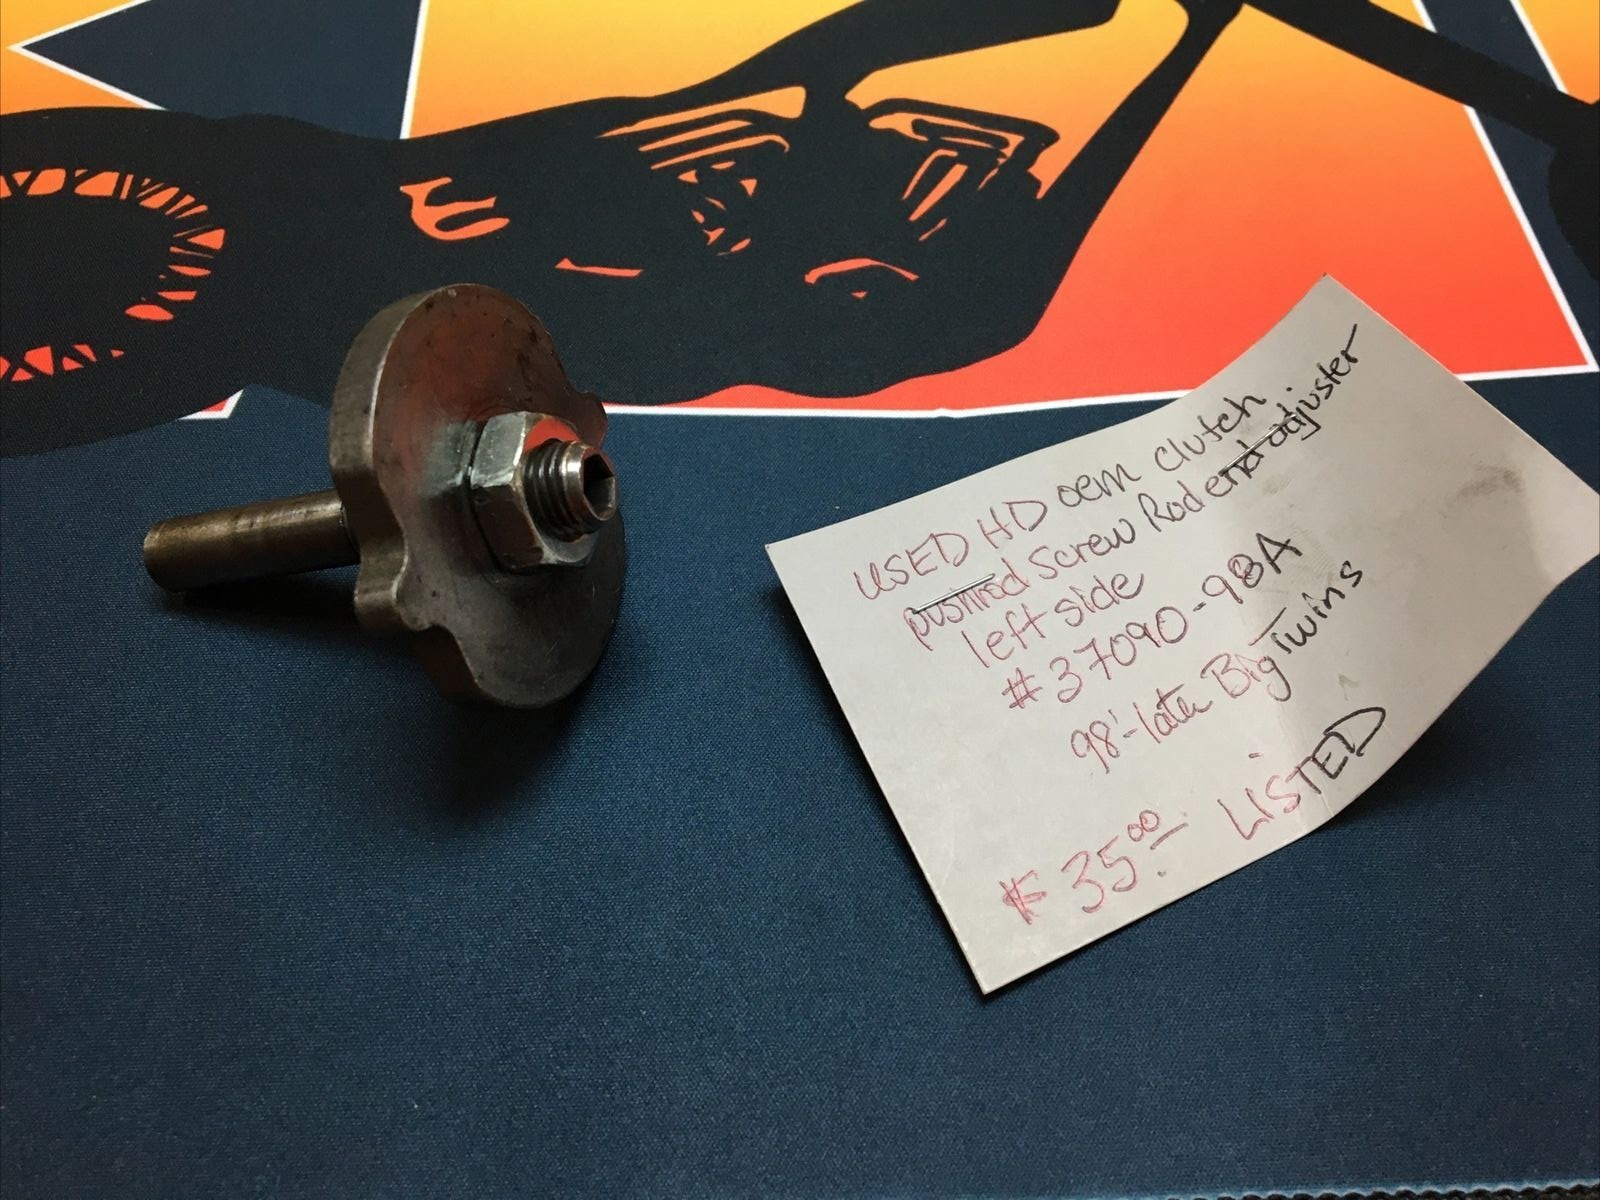 USED HD oem clutch
pushrod screw Rod end adjuster
left side
#37090-98A
98'-later Big Twins
$35.00 LISTED